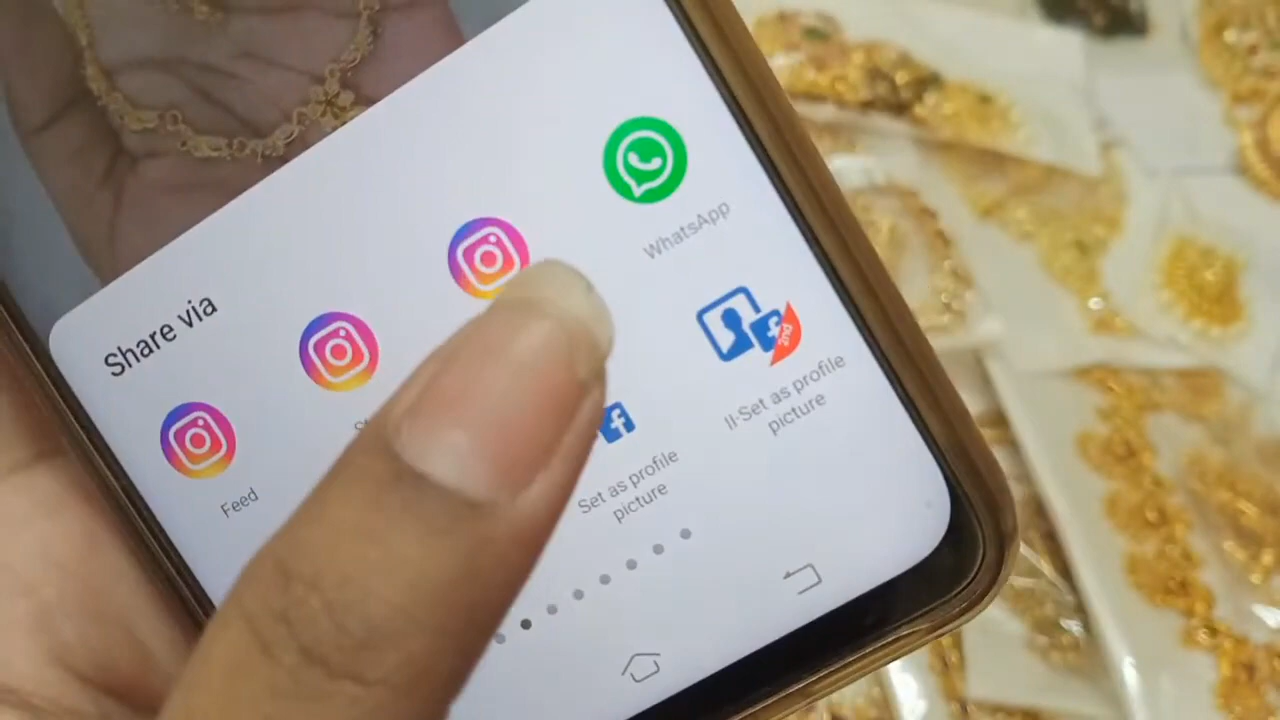 Share via
WhatsApp
Feed
II-Set as profile
picture
Set as profile
picture